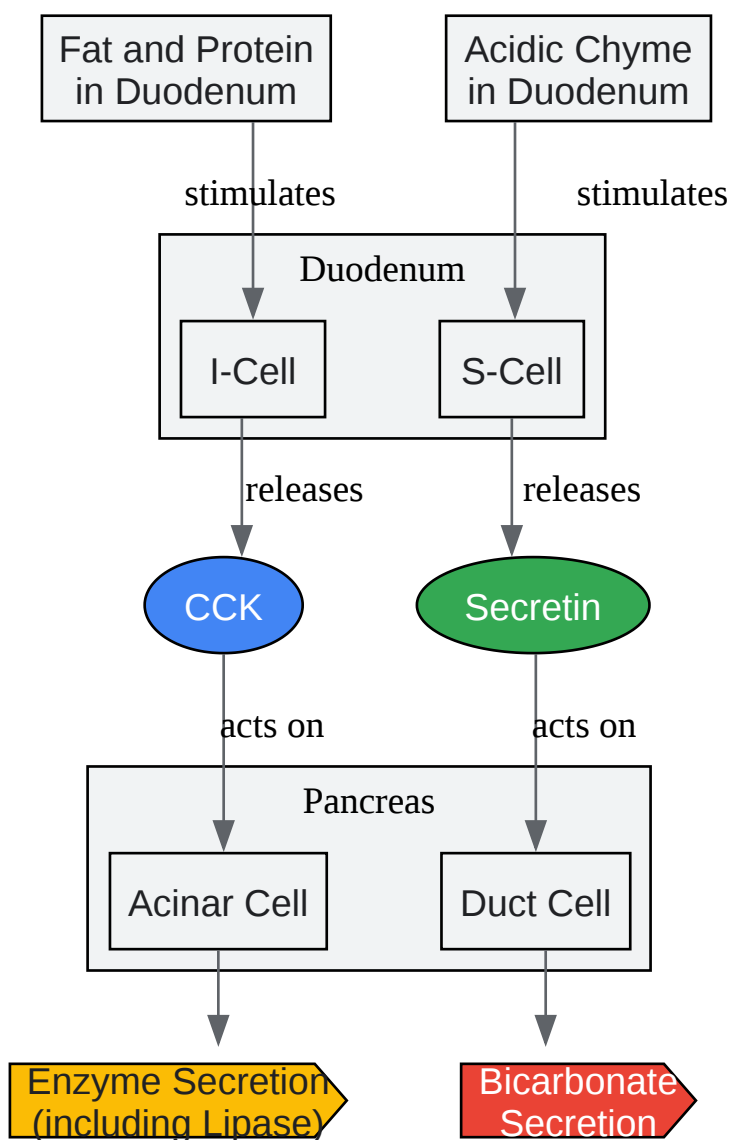 Fat and Protein
in Duodenum
Acidic Chyme
in Duodenum
stimulates
stimulates
Duodenum
I-Cell
S-Cell
releases
releases
CCK
Secretin
acts on
acts on
Pancreas
Acinar Cell
Duct Cell
Enzyme Secretion
(including Lipase)
Bicarbonate
Secretion